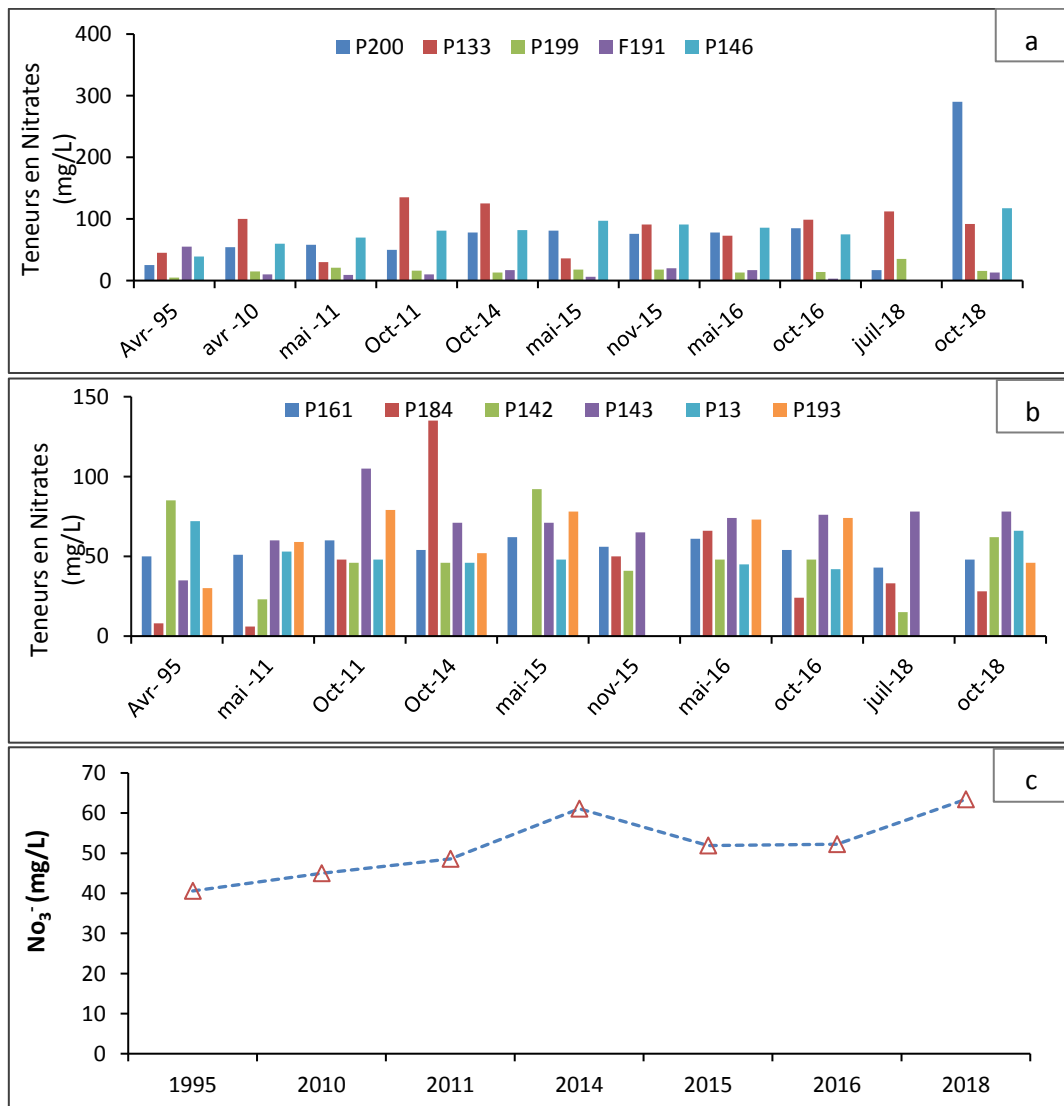 a
400
P200 P133 P199 F191 P146
300
200
100
0
Teneurs en Nitrates
(mg/L)
Avr- 95 avr -10 mai -11 Oct-11 Oct-14 mai-15 nov-15 mai-16 oct-16 juil-18 oct-18
b
150
P161 P184 P142 P143 P13 P193
100
50
0
Teneurs en Nitrates
(mg/L)
Avr- 95 mai -11 Oct-11 Oct-14 mai-15 nov-15 mai-16 oct-16 juil-18 oct-18
c
70
60
50
40
30
20
10
0
No₃⁻ (mg/L)
1995 2010 2011 2014 2015 2016 2018